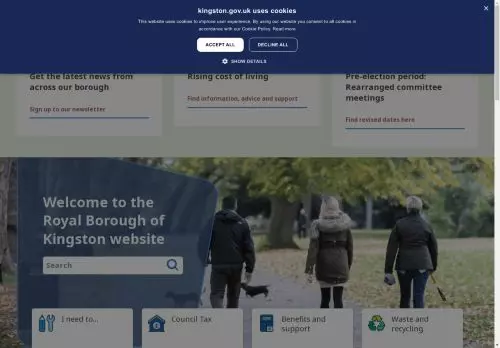 kingston.gov.uk uses cookies
This website uses cookies to improve user experience. By using our website you consent to all cookies in
accordance with our Cookie Policy. Read more
ACCEPT ALL
DECLINE ALL
SHOW DETAILS
Get the latest news from
across our borough
Sign up to our newsletter
Rising cost of living
Find information, advice and support
Pre-election period:
Rearranged committee
meetings
Find revised dates here
Welcome to the
Royal Borough of
Kingston website
Search
I need to...
Council Tax
Benefits and
support
Waste and
recycling